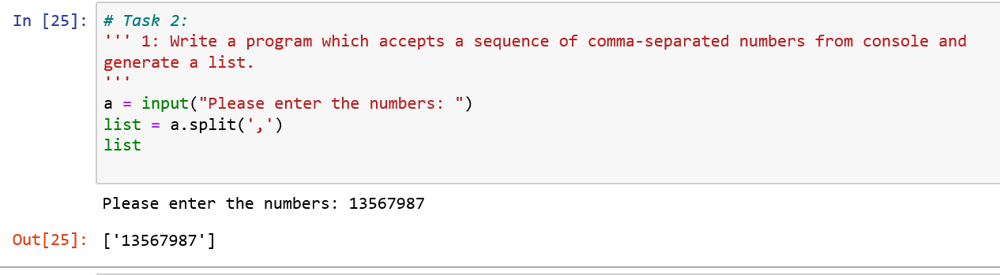 In [25]: # Task 2:
''' 1: Write a program which accepts a sequence of comma-separated numbers from console and
generate a list.
'''
a = input("Please enter the numbers: ")
list = a.split(',')
list
Please enter the numbers: 13567987
Out[25]: ['13567987']